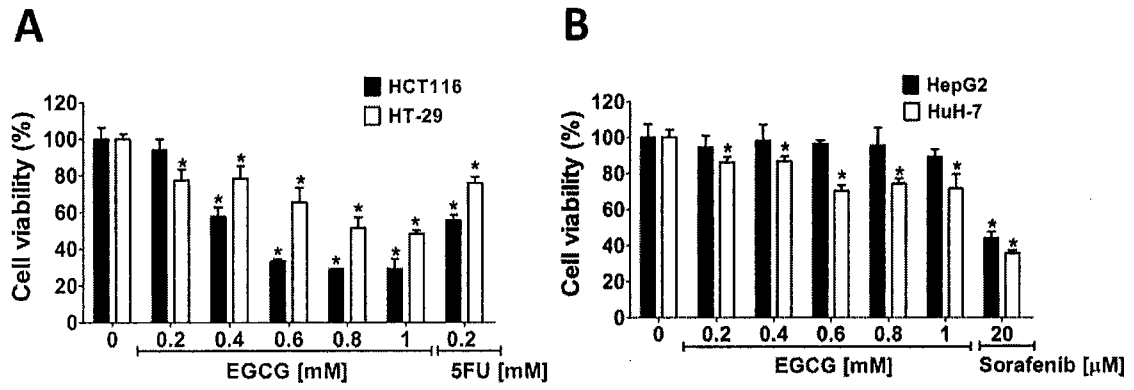 A
HCT116
HT-29
Cell viability (%)
120
100
80
60
40
20
0
* * * * * * * * * * *
0 0.2 0.4 0.6 0.8 1 0.2
EGCG [mM] 5FU [mM]
B
HepG2
HuH-7
Cell viability (%)
120
100
80
60
40
20
0
* * * * * * *
0 0.2 0.4 0.6 0.8 1 20
EGCG [mM] Sorafenib [µM]